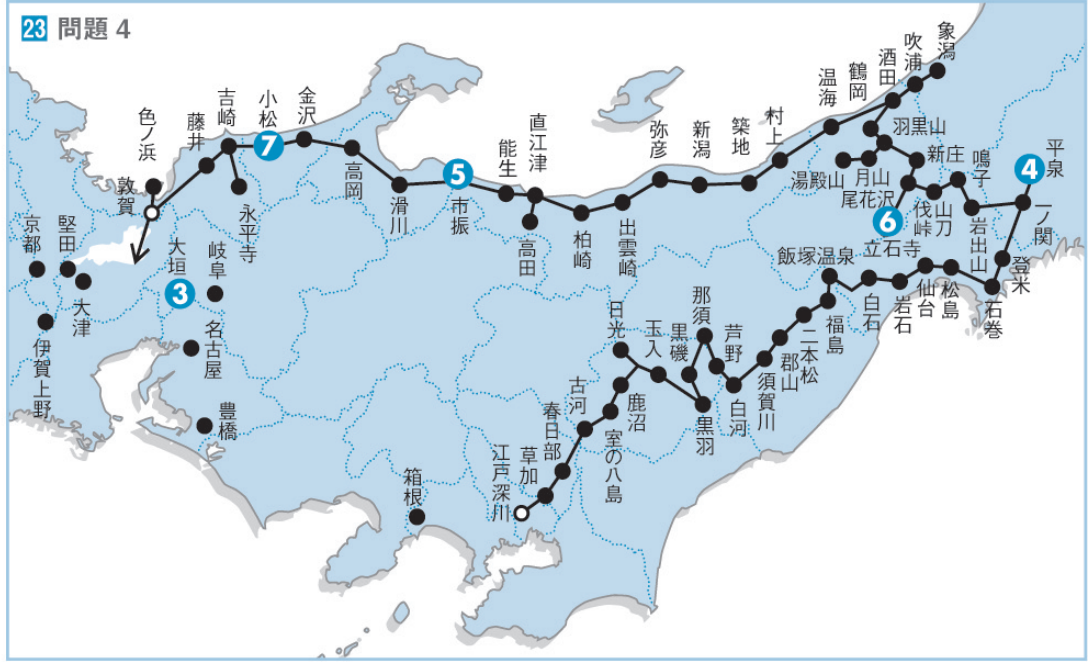 23 問題 4
象潟
吹浦
酒田
鶴岡
温海
村上
築地
新潟
弥彦
出雲崎
柏崎
直江津
高田
能生
5
市振
滑川
高岡
金沢
小松
7
吉崎
永平寺
藤井
色ノ浜
敦賀
羽黒山
月山
湯殿山
新庄
尾花沢
6
立石寺
山刀
伐峠
鳴子
岩出山
4
平泉
一ノ関
登米
石巻
松島
仙台
岩石
白石
飯塚温泉
福島
二本松
郡山
須賀川
白河
芦野
那須
黒磯
黒羽
玉入
日光
鹿沼
室の八島
古河
春日部
草加
江戸深川
箱根
京都
堅田
大津
伊賀上野
大垣
3
岐阜
名古屋
豊橋